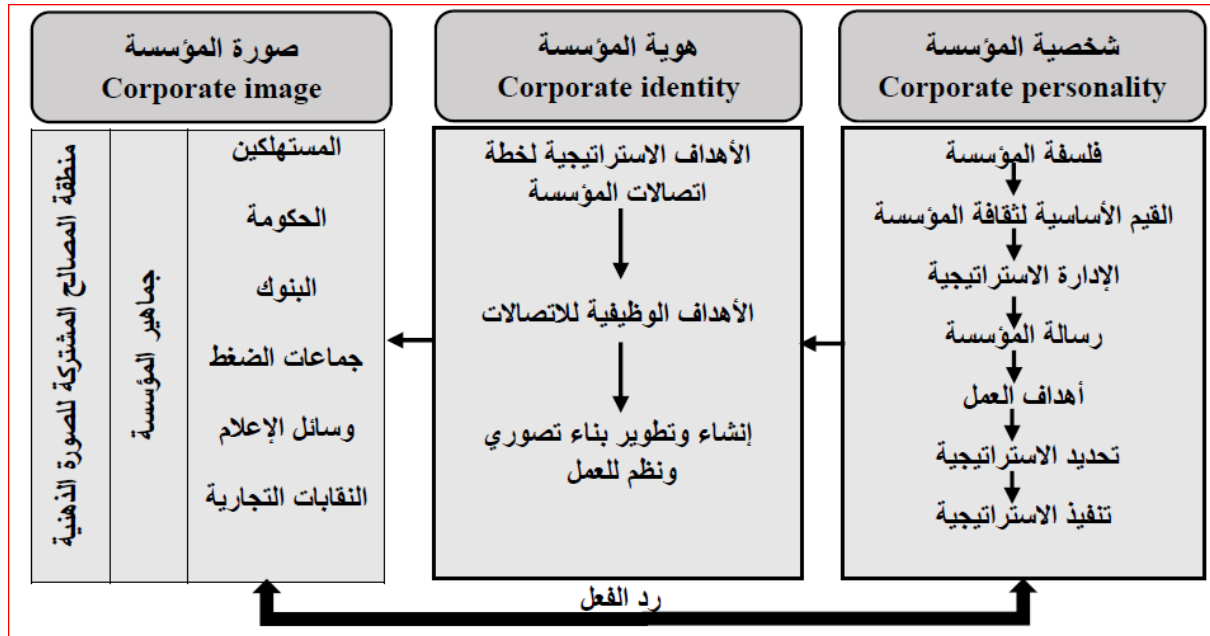 شخصية المؤسسة
Corporate personality
فلسفة المؤسسة
القيم الأساسية لثقافة المؤسسة
الإدارة الاستراتيجية
رسالة المؤسسة
أهداف العمل
تحديد الاستراتيجية
تنفيذ الاستراتيجية
هوية المؤسسة
Corporate identity
الأهداف الاستراتيجية لخطة
اتصالات المؤسسة
الأهداف الوظيفية للاتصالات
إنشاء وتطوير بناء تصوري
ونظم للعمل
صورة المؤسسة
Corporate image
المستهلكين
الحكومة
البنوك
جماعات الضغط
وسائل الإعلام
النقابات التجارية
جماهير المؤسسة
منطقة المصالح المشتركة للصورة الذهنية
رد الفعل